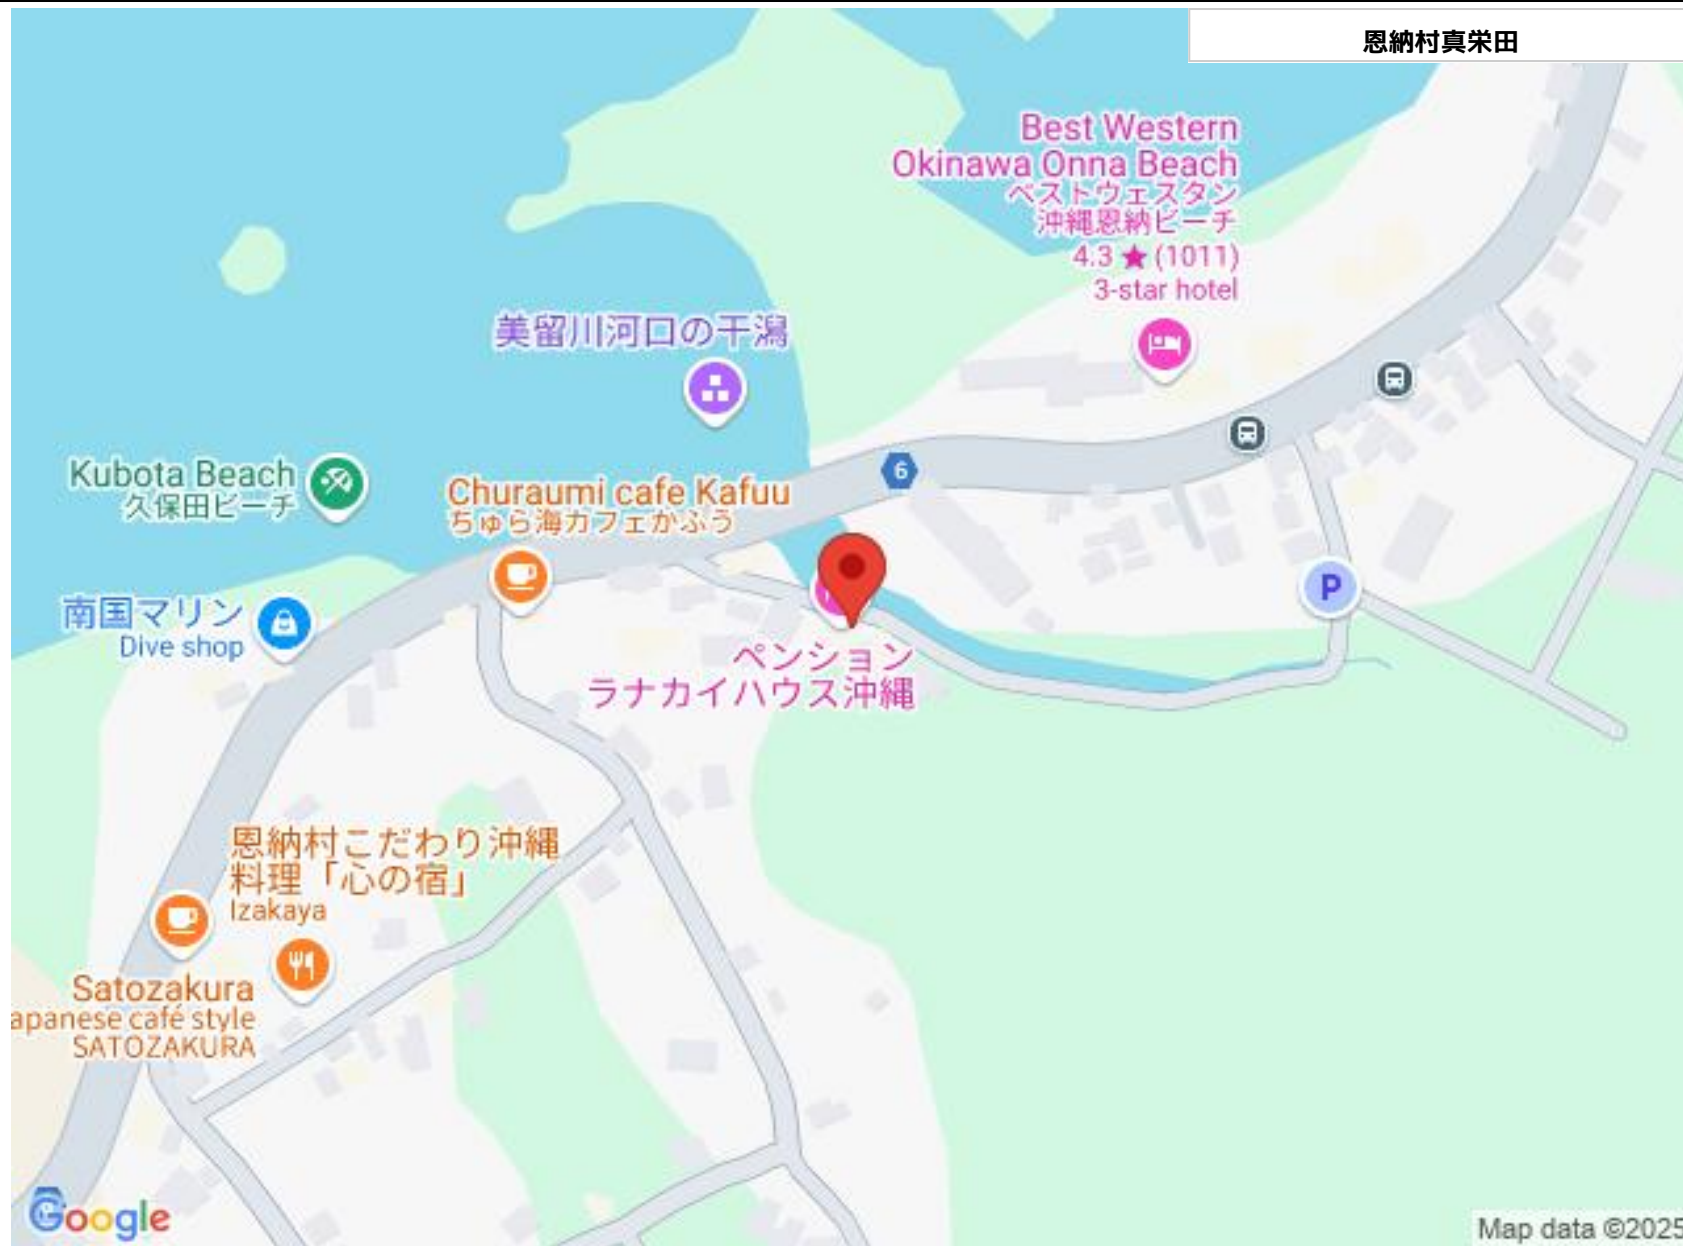 恩納村真栄田
Best Western
Okinawa Onna Beach
ベストウェスタン
沖縄恩納ビーチ
4.3 ★ (1011)
3-star hotel
美留川河口の干潟
6
Kubota Beach
久保田ビーチ
Churaumi cafe Kafuu
ちゅら海カフェかふう
P
南国マリン
Dive shop
ペンション
ラナカイハウス沖縄
恩納村こだわり沖縄
料理「心の宿」
Izakaya
Satozakura
apanese café style
SATOZAKURA
Google
Map data ©2025